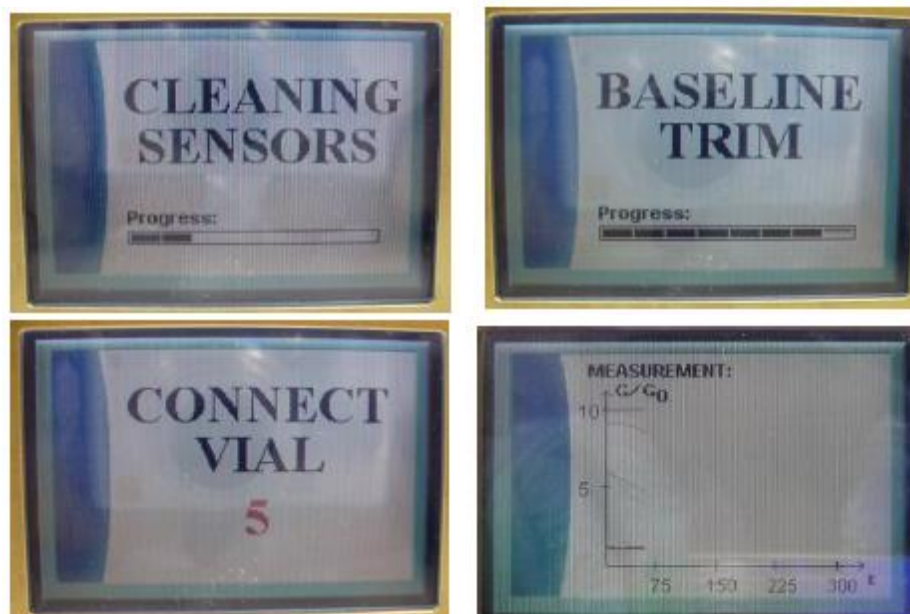 CLEANING
SENSORS
Progress:
BASELINE
TRIM
Progress:
CONNECT
VIAL
5
MEASUREMENT:
G/G0
10
5
75 150 225 300 t